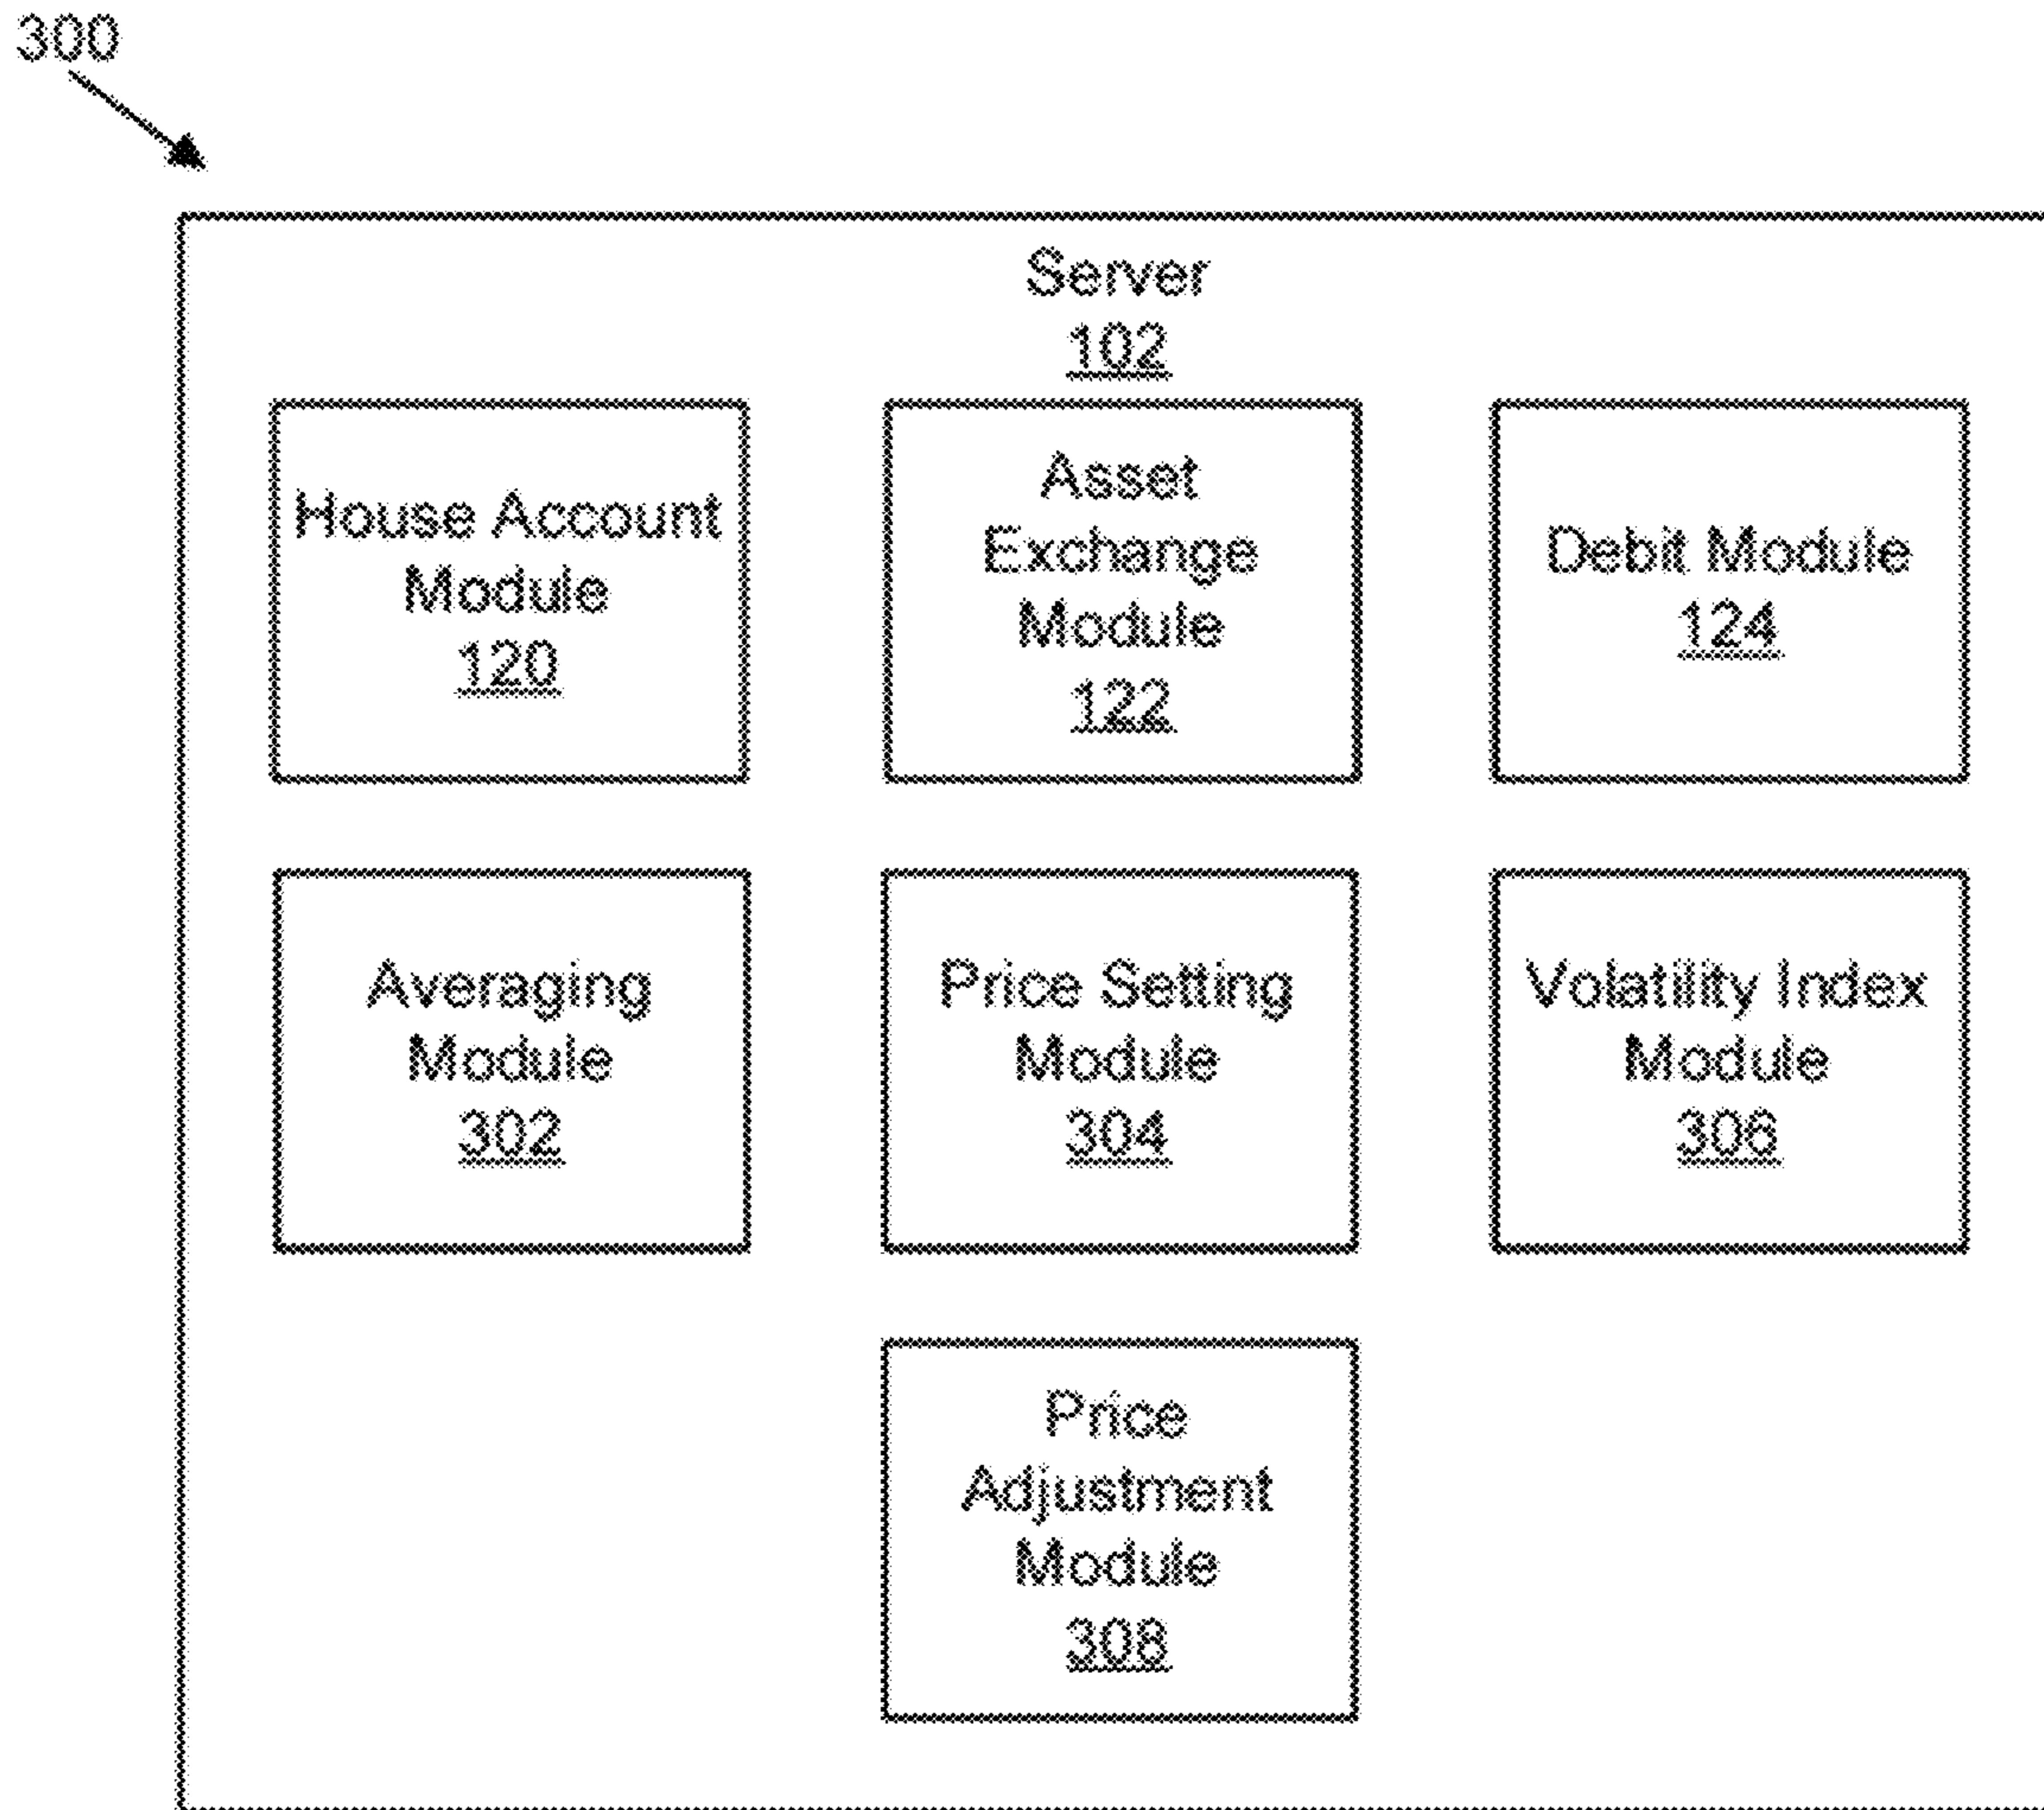 300
Server
102
House Account
Module
120
Asset
Exchange
Module
122
Debit Module
124
Averaging
Module
302
Price Setting
Module
304
Volatility Index
Module
306
Price
Adjustment
Module
308